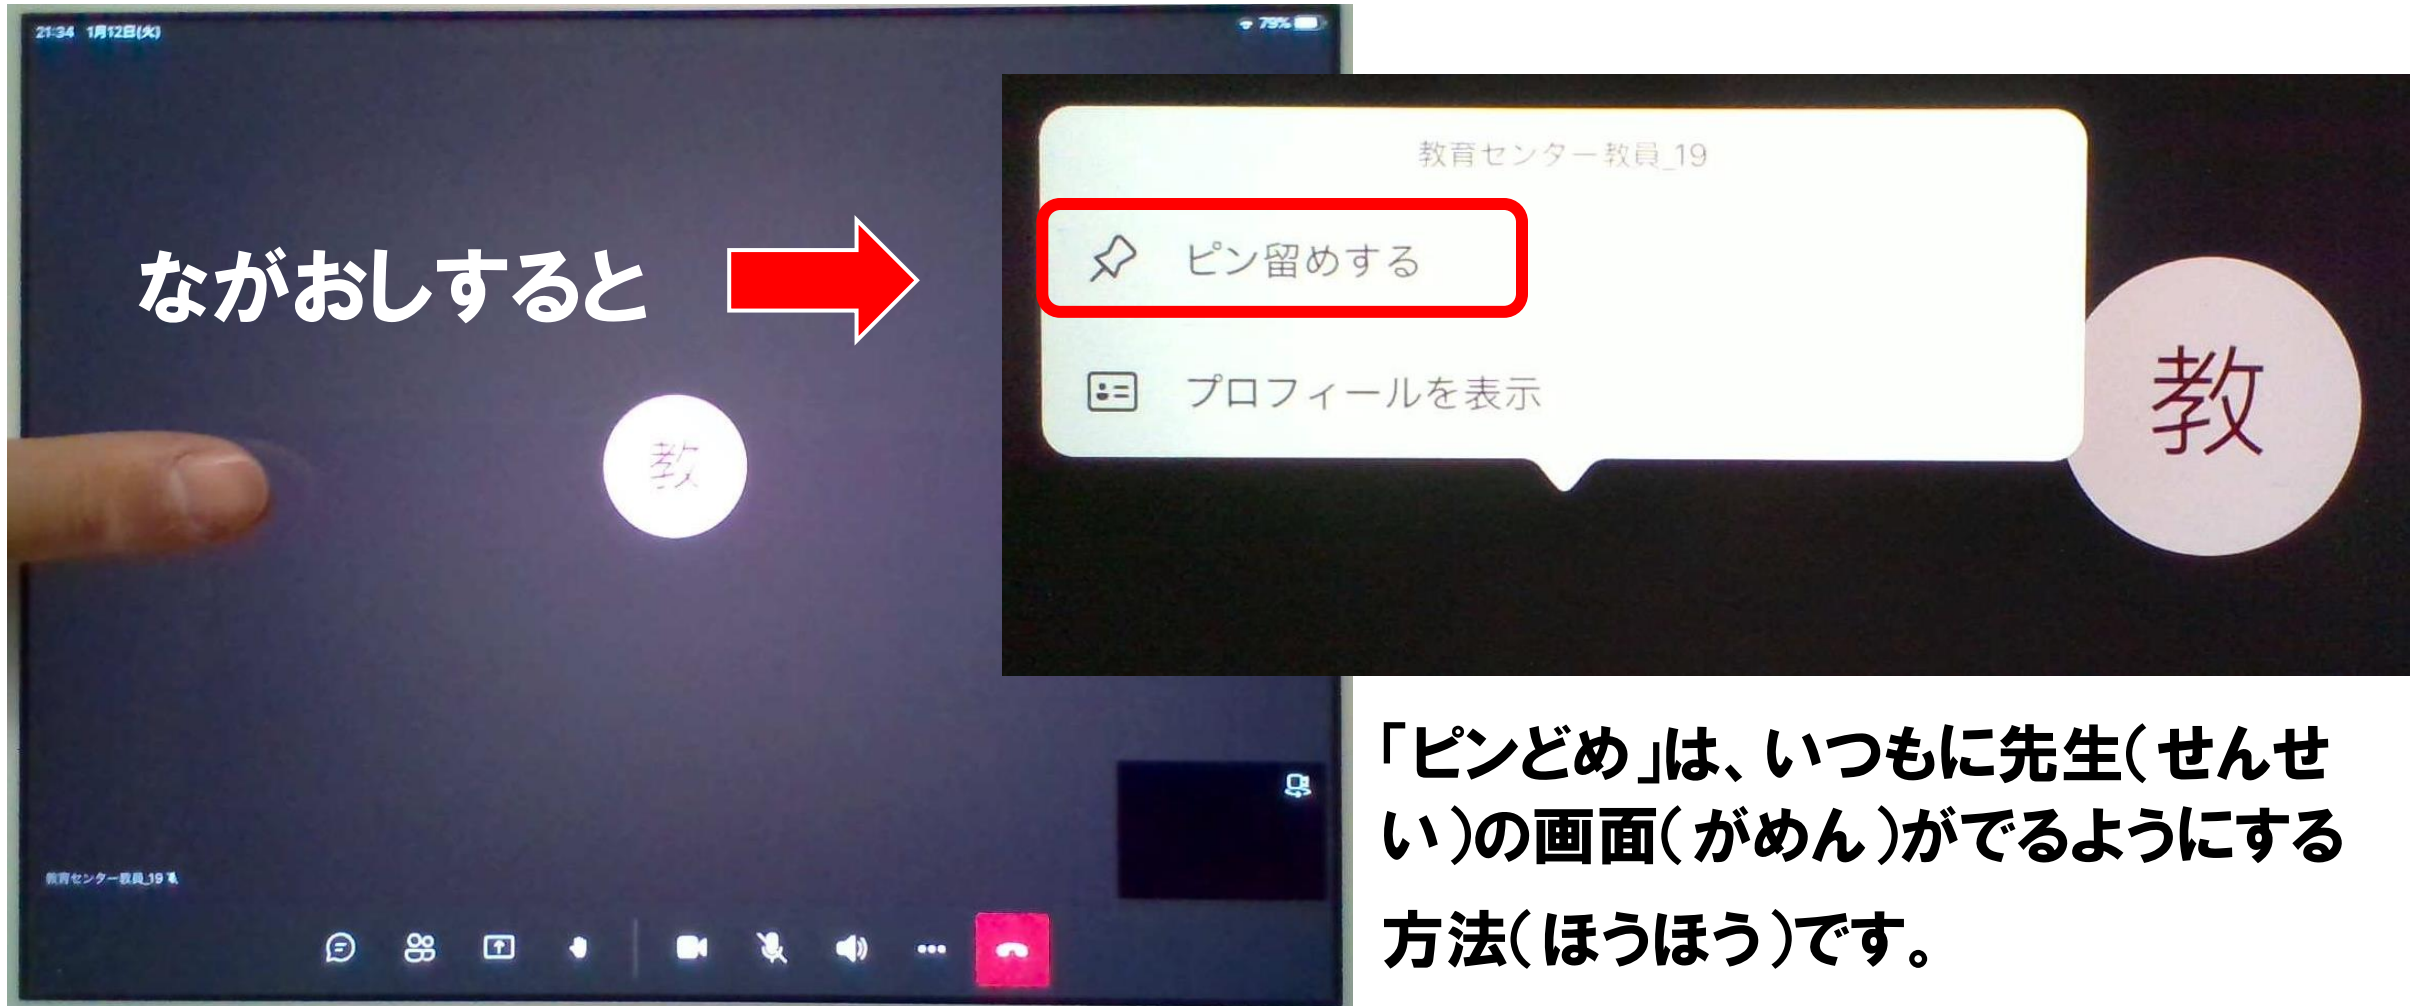 21:34 1月12日(火)
79%
ながおしすると
教
教育センター教員_19
教育センター教員_19
ピン留めする
プロフィールを表示
教
「ピンどめ」は、いつもに先生(せんせ
い)の画面(がめん)がでるようにする
方法(ほうほう)です。